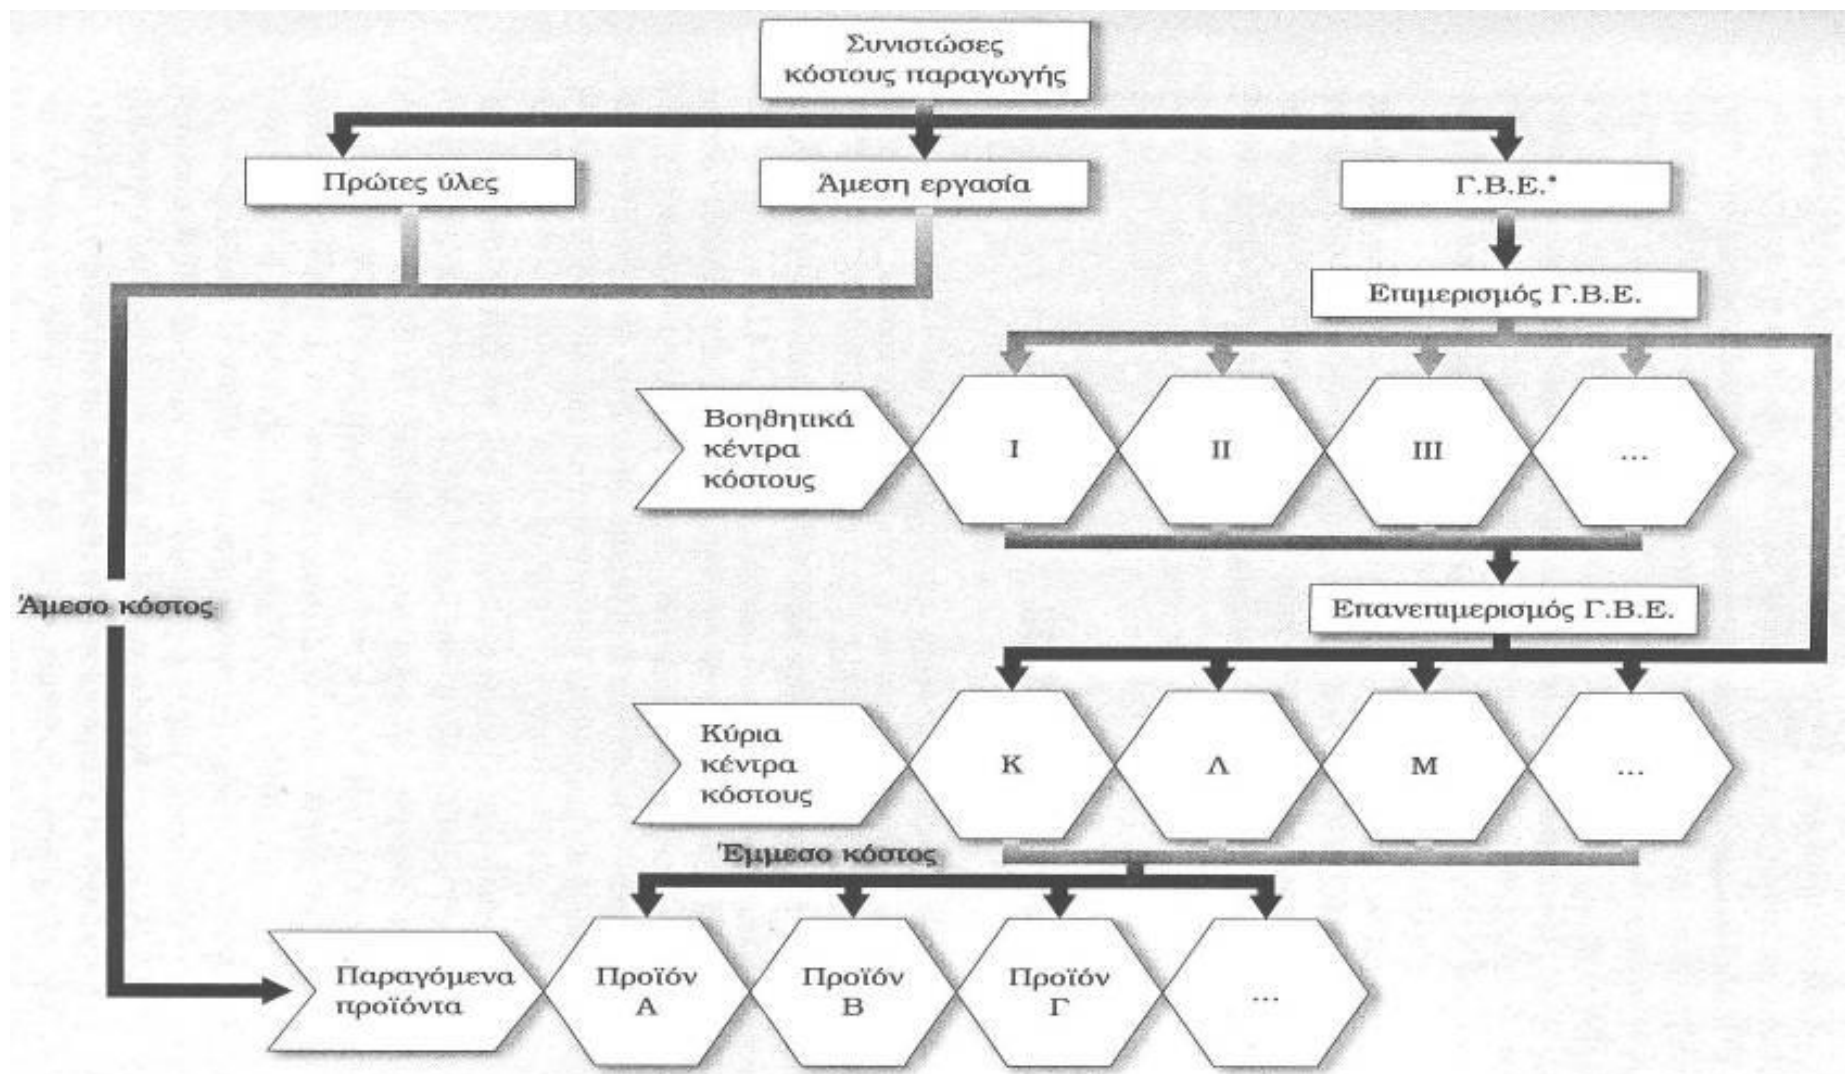 Συνιστώσες
κόστους παραγωγής
Πρώτες ύλες
Άμεση εργασία
Γ.Β.Ε.*
Επιμερισμός Γ.Β.Ε.
Βοηθητικά
κέντρα
κόστους
I
II
III
...
Άμεσο κόστος
Επανεπιμερισμός Γ.Β.Ε.
Κύρια
κέντρα
κόστους
Κ
Λ
Μ
...
Έμμεσο κόστος
Παραγόμενα
προϊόντα
Προϊόν
Α
Προϊόν
Β
Προϊόν
Γ
...